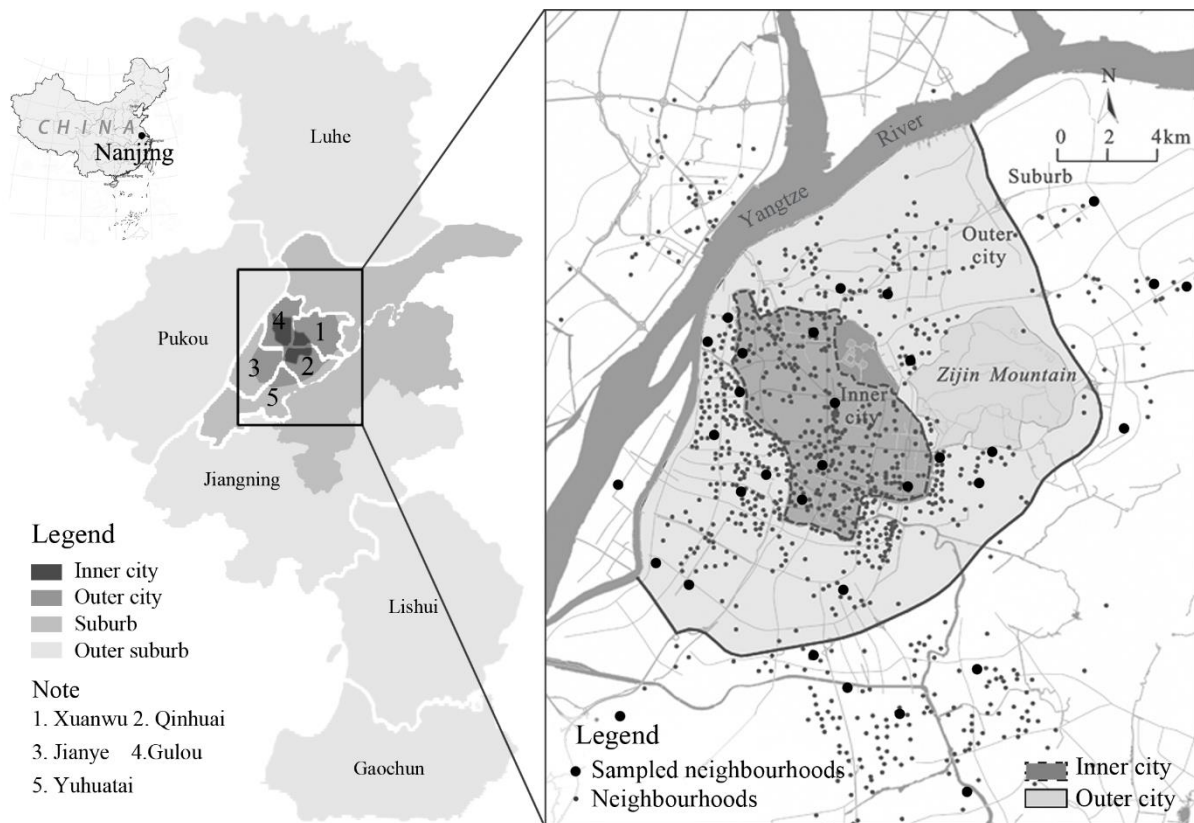 CHINA
Nanjing
Luhe
Pukou
4
1
3
2
5
Jiangning
Lishui
Gaochun
Legend
Inner city
Outer city
Suburb
Outer suburb
Note
1. Xuanwu 2. Qinhuai
3. Jianye 4.Gulou
5. Yuhuatai
N
0 2 4km
River
Yangtze
Suburb
Outer
city
Zijin Mountain
Inner
city
Legend
Sampled neighbourhoods
Neighbourhoods
Inner city
Outer city